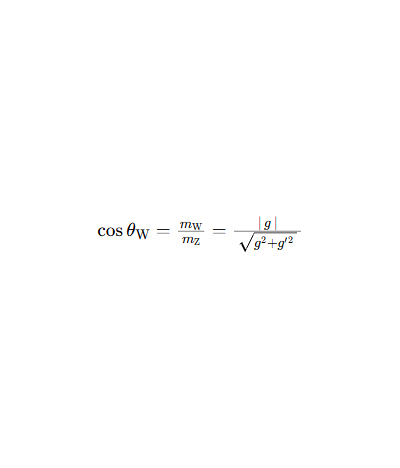 cos θ_W = m_W / m_Z = |g| / √(g² + g′²)